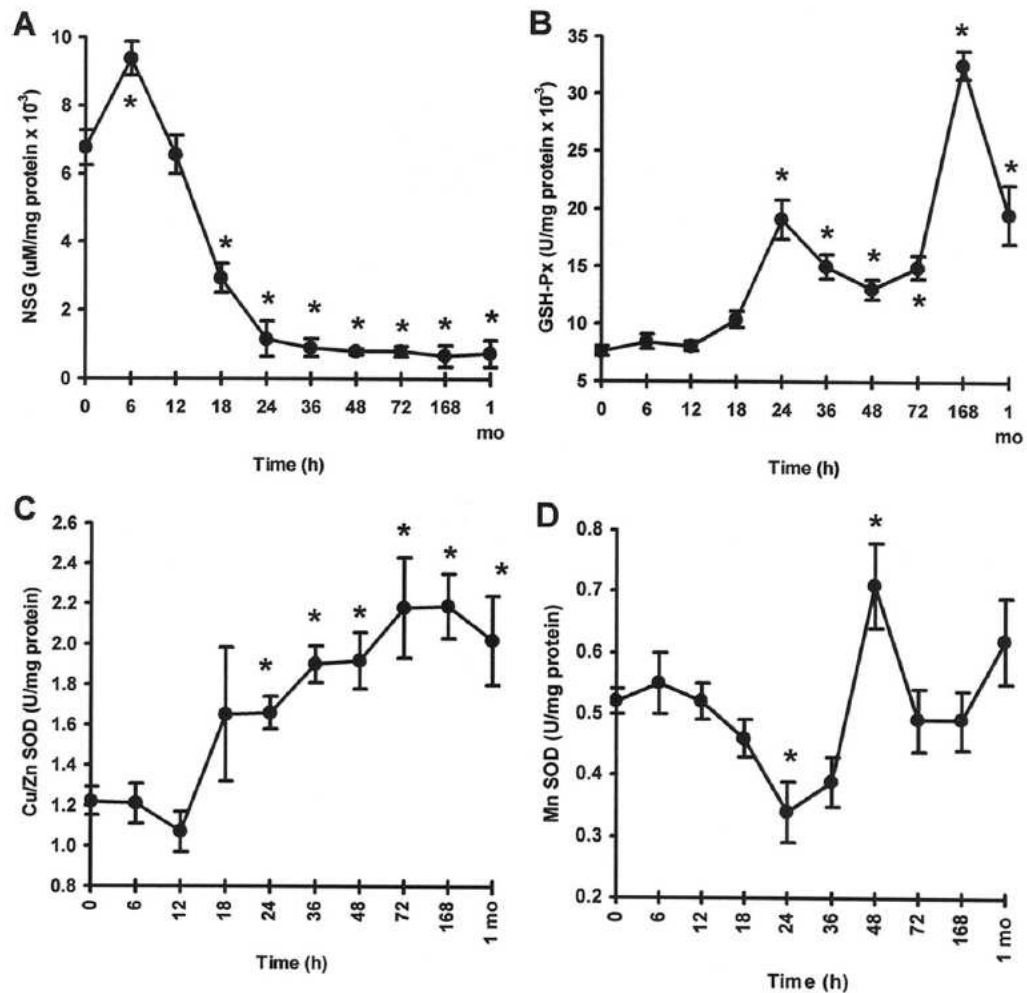 A
NSG (uM/mg protein x 10⁻³)
10
8
6
4
2
0
*
*
*
*
*
*
*
*
0 6 12 18 24 36 48 72 168 1
mo
Time (h)
B
GSH-Px (U/mg protein x 10⁻³)
35
30
25
20
15
10
5
*
*
*
*
*
*
0 6 12 18 24 36 48 72 168 1
mo
Time (h)
C
Cu/Zn SOD (U/mg protein)
2.6
2.4
2.2
2.0
1.8
1.6
1.4
1.2
1.0
0.8
*
*
*
*
*
*
0 6 12 18 24 36 48 72 168 1 mo
Time (h)
D
Mn SOD (U/mg protein)
0.8
0.7
0.6
0.5
0.4
0.3
0.2
*
*
0 6 12 18 24 36 48 72 168 1 mo
Time (h)